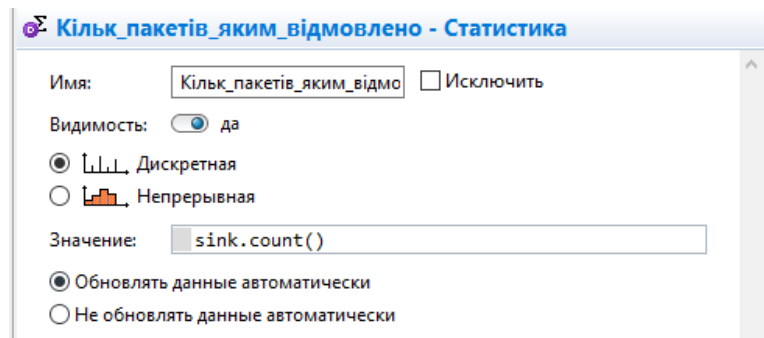 Кільк_пакетів_яким_відмовлено - Статистика
Имя: Кільк_пакетів_яким_відмо Исключить
Видимость: да
Дискретная
Непрерывная
Значение: sink.count()
Обновлять данные автоматически
Не обновлять данные автоматически